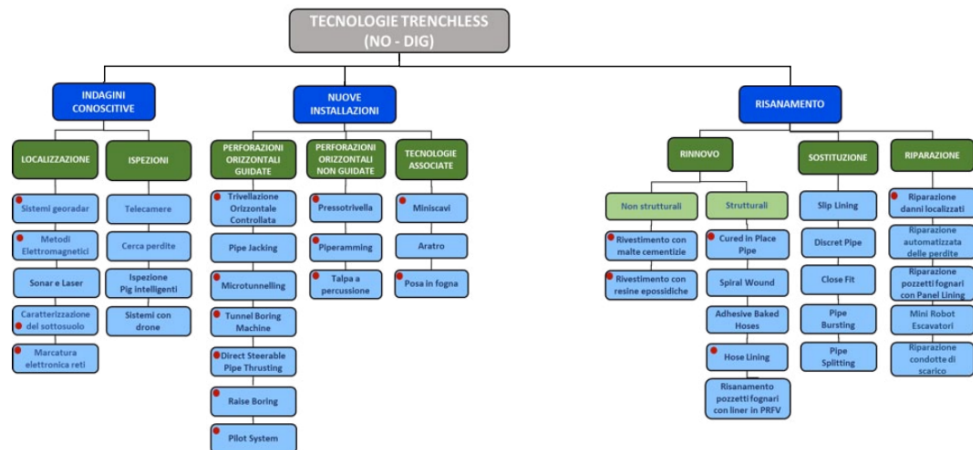 TECNOLOGIE TRENCHLESS
(NO - DIG)
INDAGINI
CONOSCITIVE
NUOVE
INSTALLAZIONI
RISANAMENTO
LOCALIZZAZIONE
ISPEZIONI
PERFORAZIONI
ORIZZONTALI
GUIDATE
PERFORAZIONI
ORIZZONTALI
NON GUIDATE
TECNOLOGIE
ASSOCIATE
RINNOVO
SOSTITUZIONE
RIPARAZIONE
Sistemi georadar
Metodi
Elettromagnetici
Sonar e Laser
Caratterizzazione
del sottosuolo
Marcatura
elettronica reti
Telecamere
Cerca perdite
Ispezione
Pig intelligenti
Sistemi con
drone
Trivellazione
Orizzontale
Controllata
Pipe Jacking
Microtunnelling
Tunnel Boring
Machine
Direct Steerable
Pipe Thrusting
Raise Boring
Pilot System
Pressotrivella
Piperamming
Talpa a
percussione
Miniscavi
Aratro
Posa in fogna
Non strutturali
Rivestimento con
malte cementizie
Rivestimento con
resine epossidiche
Strutturali
Cured in Place
Pipe
Spiral Wound
Adhesive Baked
Hoses
Hose Lining
Risanamento
pozzetti fognari
con liner in PRFV
Slip Lining
Discret Pipe
Close Fit
Pipe
Bursting
Pipe
Splitting
Riparazione
danni localizzati
Riparazione
automatizzata
delle perdite
Riparazione
pozzetti fognari
con Panel Lining
Mini Robot
Escavatori
Riparazione
condotte di
scarico